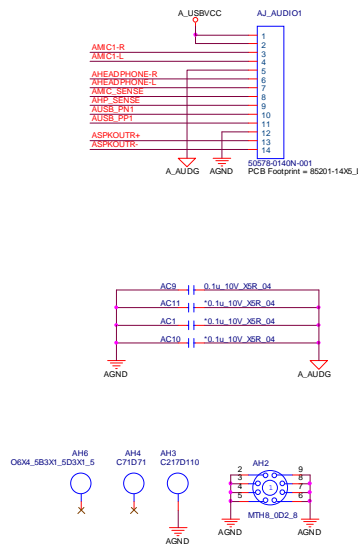 A_USBVCC
AJ_AUDIO1
1
2
AMIC1-R
3
AMIC1-L
4
5
AHEADPHONE-R
6
AHEADPHONE-L
7
AMIC_SENSE
8
AHP_SENSE
9
AUSB_PN1
10
AUSB_PP1
11
12
ASPKOUTR+
13
ASPKOUTR-
14
A_AUDG
AGND
50578-0140N-001
PCB Footprint = 85201-14X5_
AC9 0.1u_10V_X5R_04
AC11 *0.1u_10V_X5R_04
AC1 *0.1u_10V_X5R_04
AC10 *0.1u_10V_X5R_04
AGND
A_AUDG
AH6
O6X4_5B3X1_5D3X1_5
AH4
C71D71
AH3
C217D110
AGND
AH2
2 9
3 8
4 1 7
5 6
MTH8_0D2_8
AGND
AGND